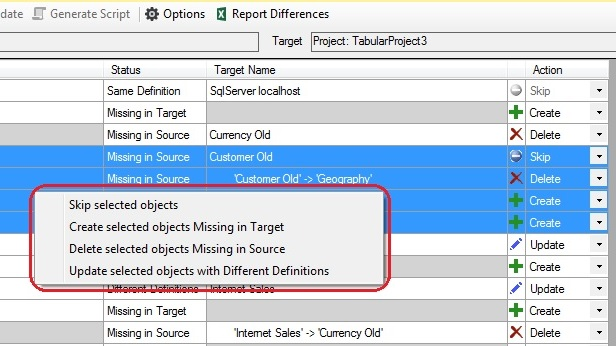 date Generate Script Options Report Differences
Target Project: TabularProject3
Status Target Name Action
Same Definition SqlServer localhost Skip
Missing in Target Create
Missing in Source Currency Old Delete
Missing in Source Customer Old Skip
Missing in Source 'Customer Old' -> 'Geography' Delete
Skip selected objects Create
Create selected objects Missing in Target Create
Delete selected objects Missing in Source Update
Update selected objects with Different Definitions Create
Different Definitions Internet Sales Update
Missing in Target Create
Missing in Source 'Internet Sales' -> 'Currency Old' Delete